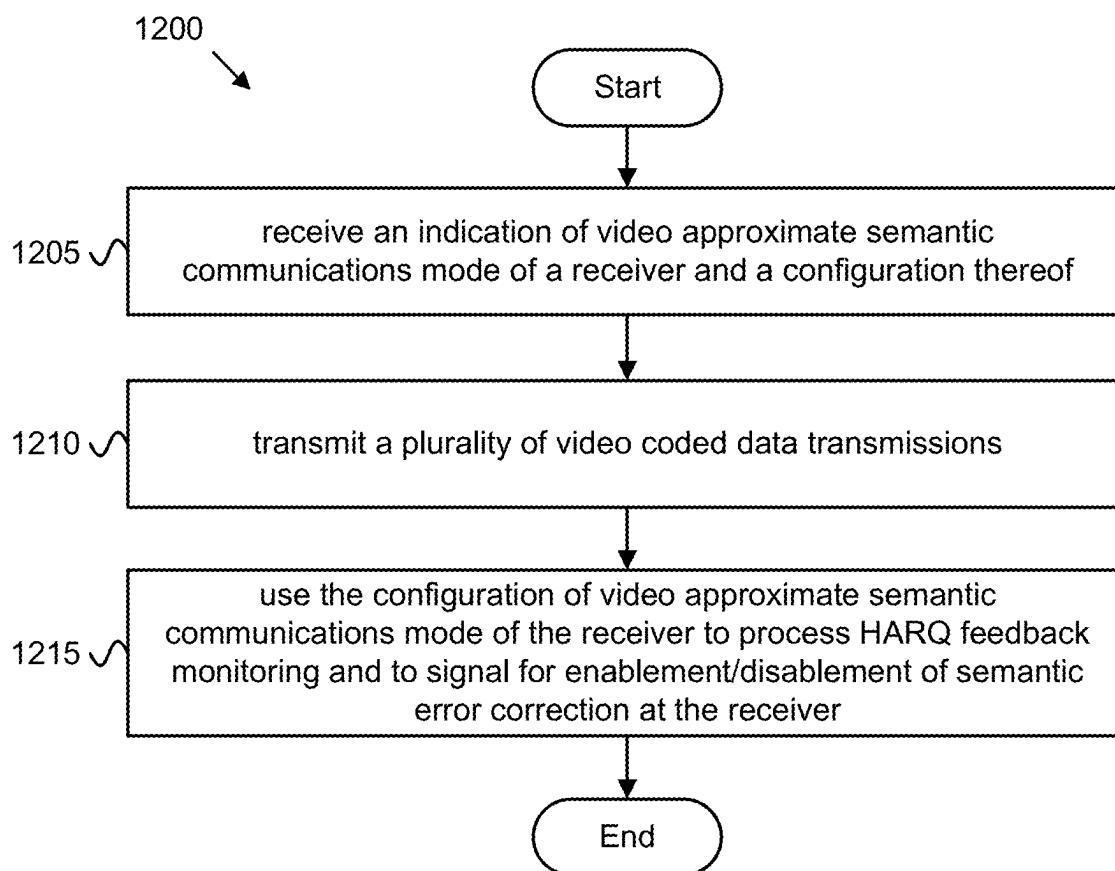 1200
Start
1205
receive an indication of video approximate semantic
communications mode of a receiver and a configuration thereof
1210
transmit a plurality of video coded data transmissions
1215
use the configuration of video approximate semantic
communications mode of the receiver to process HARQ feedback
monitoring and to signal for enablement/disablement of semantic
error correction at the receiver
End